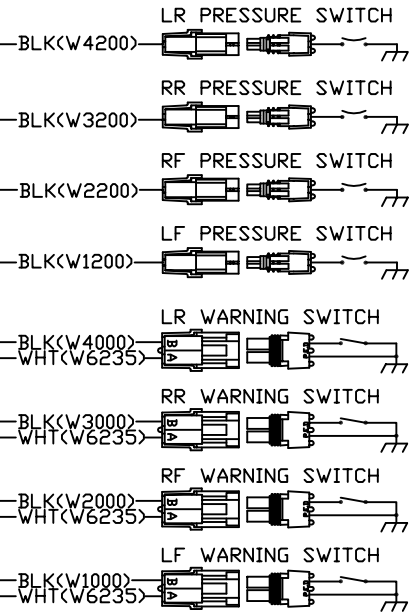 LR PRESSURE SWITCH
BLK(W4200)
RR PRESSURE SWITCH
BLK(W3200)
RF PRESSURE SWITCH
BLK(W2200)
LF PRESSURE SWITCH
BLK(W1200)
LR WARNING SWITCH
BLK(W4000) B
WHT(W6235) A
RR WARNING SWITCH
BLK(W3000) B
WHT(W6235) A
RF WARNING SWITCH
BLK(W2000) B
WHT(W6235) A
LF WARNING SWITCH
BLK(W1000) B
WHT(W6235) A